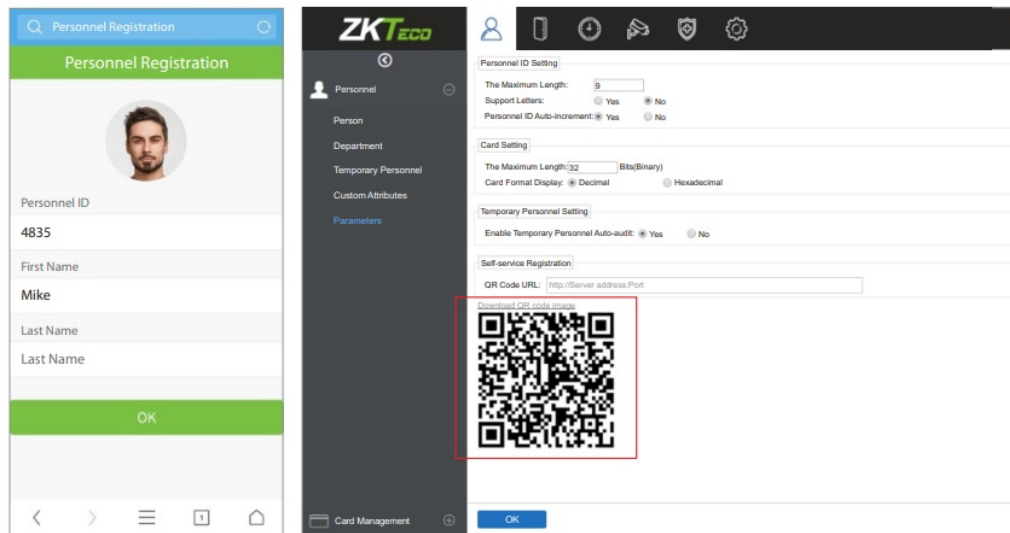 Personnel Registration
Personnel Registration
Personnel ID
4835
First Name
Mike
Last Name
Last Name
OK
1
ZKTeco
Personnel
Person
Department
Temporary Personnel
Custom Attributes
Parameters
Card Management
Personnel ID Setting
The Maximum Length: 9
Support Letters: Yes No
Personnel ID Auto-increment: Yes No
Card Setting
The Maximum Length: 32 Bits(Binary)
Card Format Display: Decimal Hexadecimal
Temporary Personnel Setting
Enable Temporary Personnel Auto-audit: Yes No
Self-service Registration
QR Code URL: http://Server address:Port
Download QR code image
OK